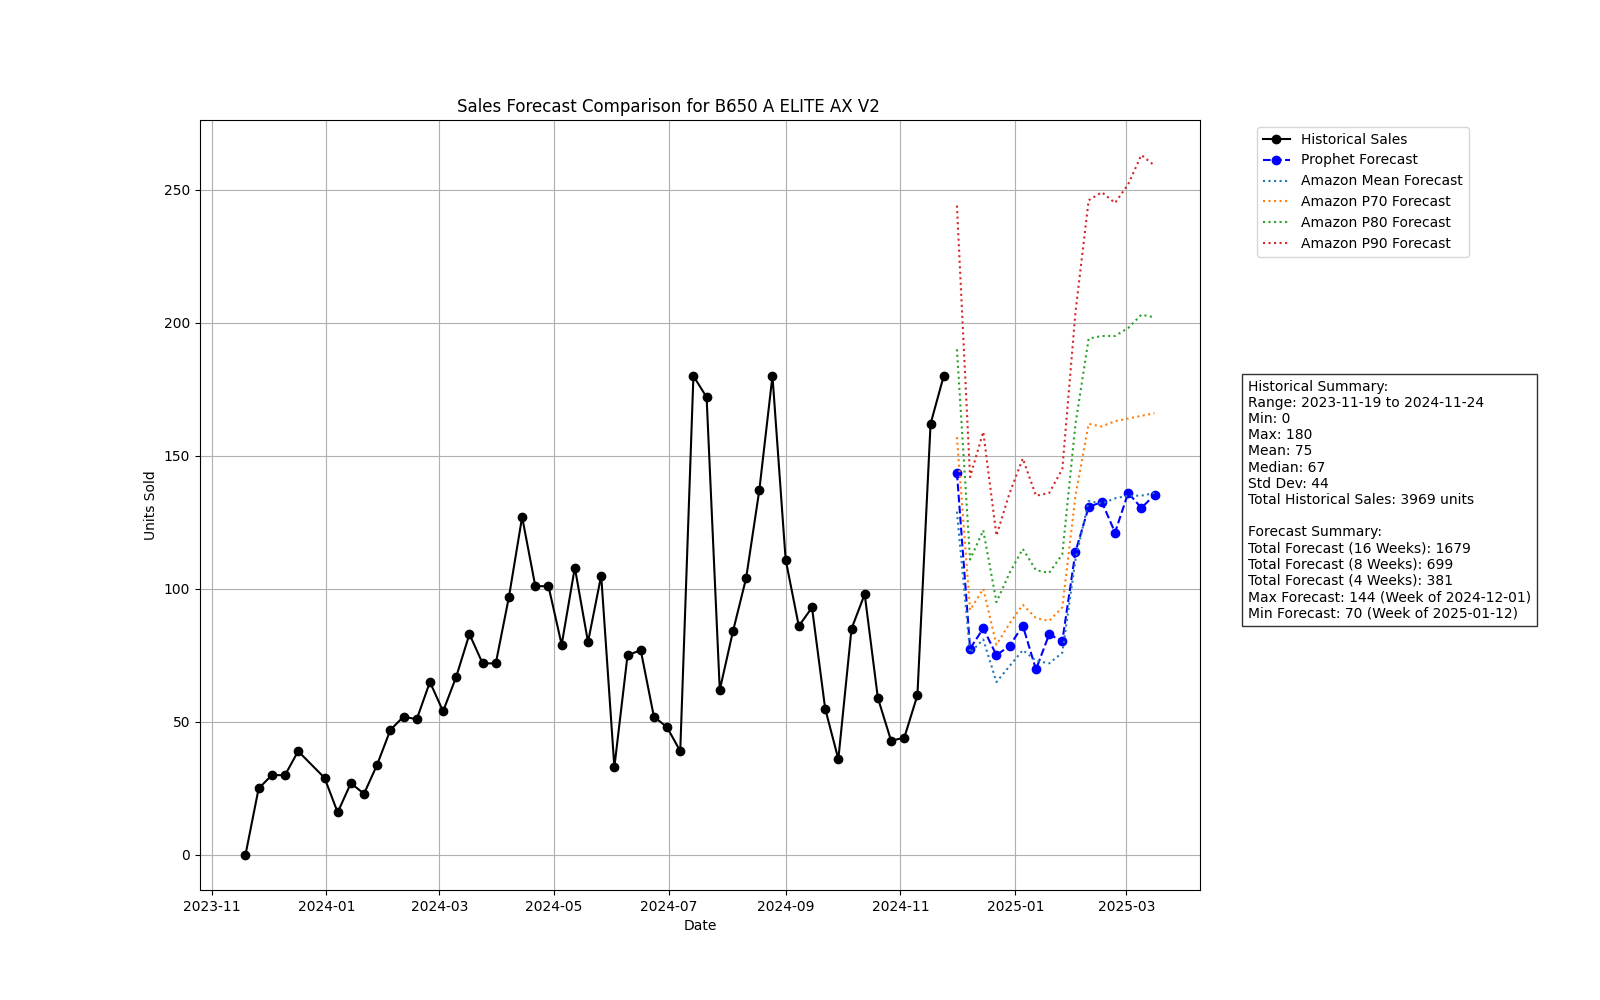 Sales Forecast Comparison for B650 A ELITE AX V2
Units Sold
250
200
150
100
50
0
2023-11
2024-01
2024-03
2024-05
2024-07
2024-09
2024-11
2025-01
2025-03
Date
Historical Sales
Prophet Forecast
Amazon Mean Forecast
Amazon P70 Forecast
Amazon P80 Forecast
Amazon P90 Forecast
Historical Summary:
Range: 2023-11-19 to 2024-11-24
Min: 0
Max: 180
Mean: 75
Median: 67
Std Dev: 44
Total Historical Sales: 3969 units
Forecast Summary:
Total Forecast (16 Weeks): 1679
Total Forecast (8 Weeks): 699
Total Forecast (4 Weeks): 381
Max Forecast: 144 (Week of 2024-12-01)
Min Forecast: 70 (Week of 2025-01-12)